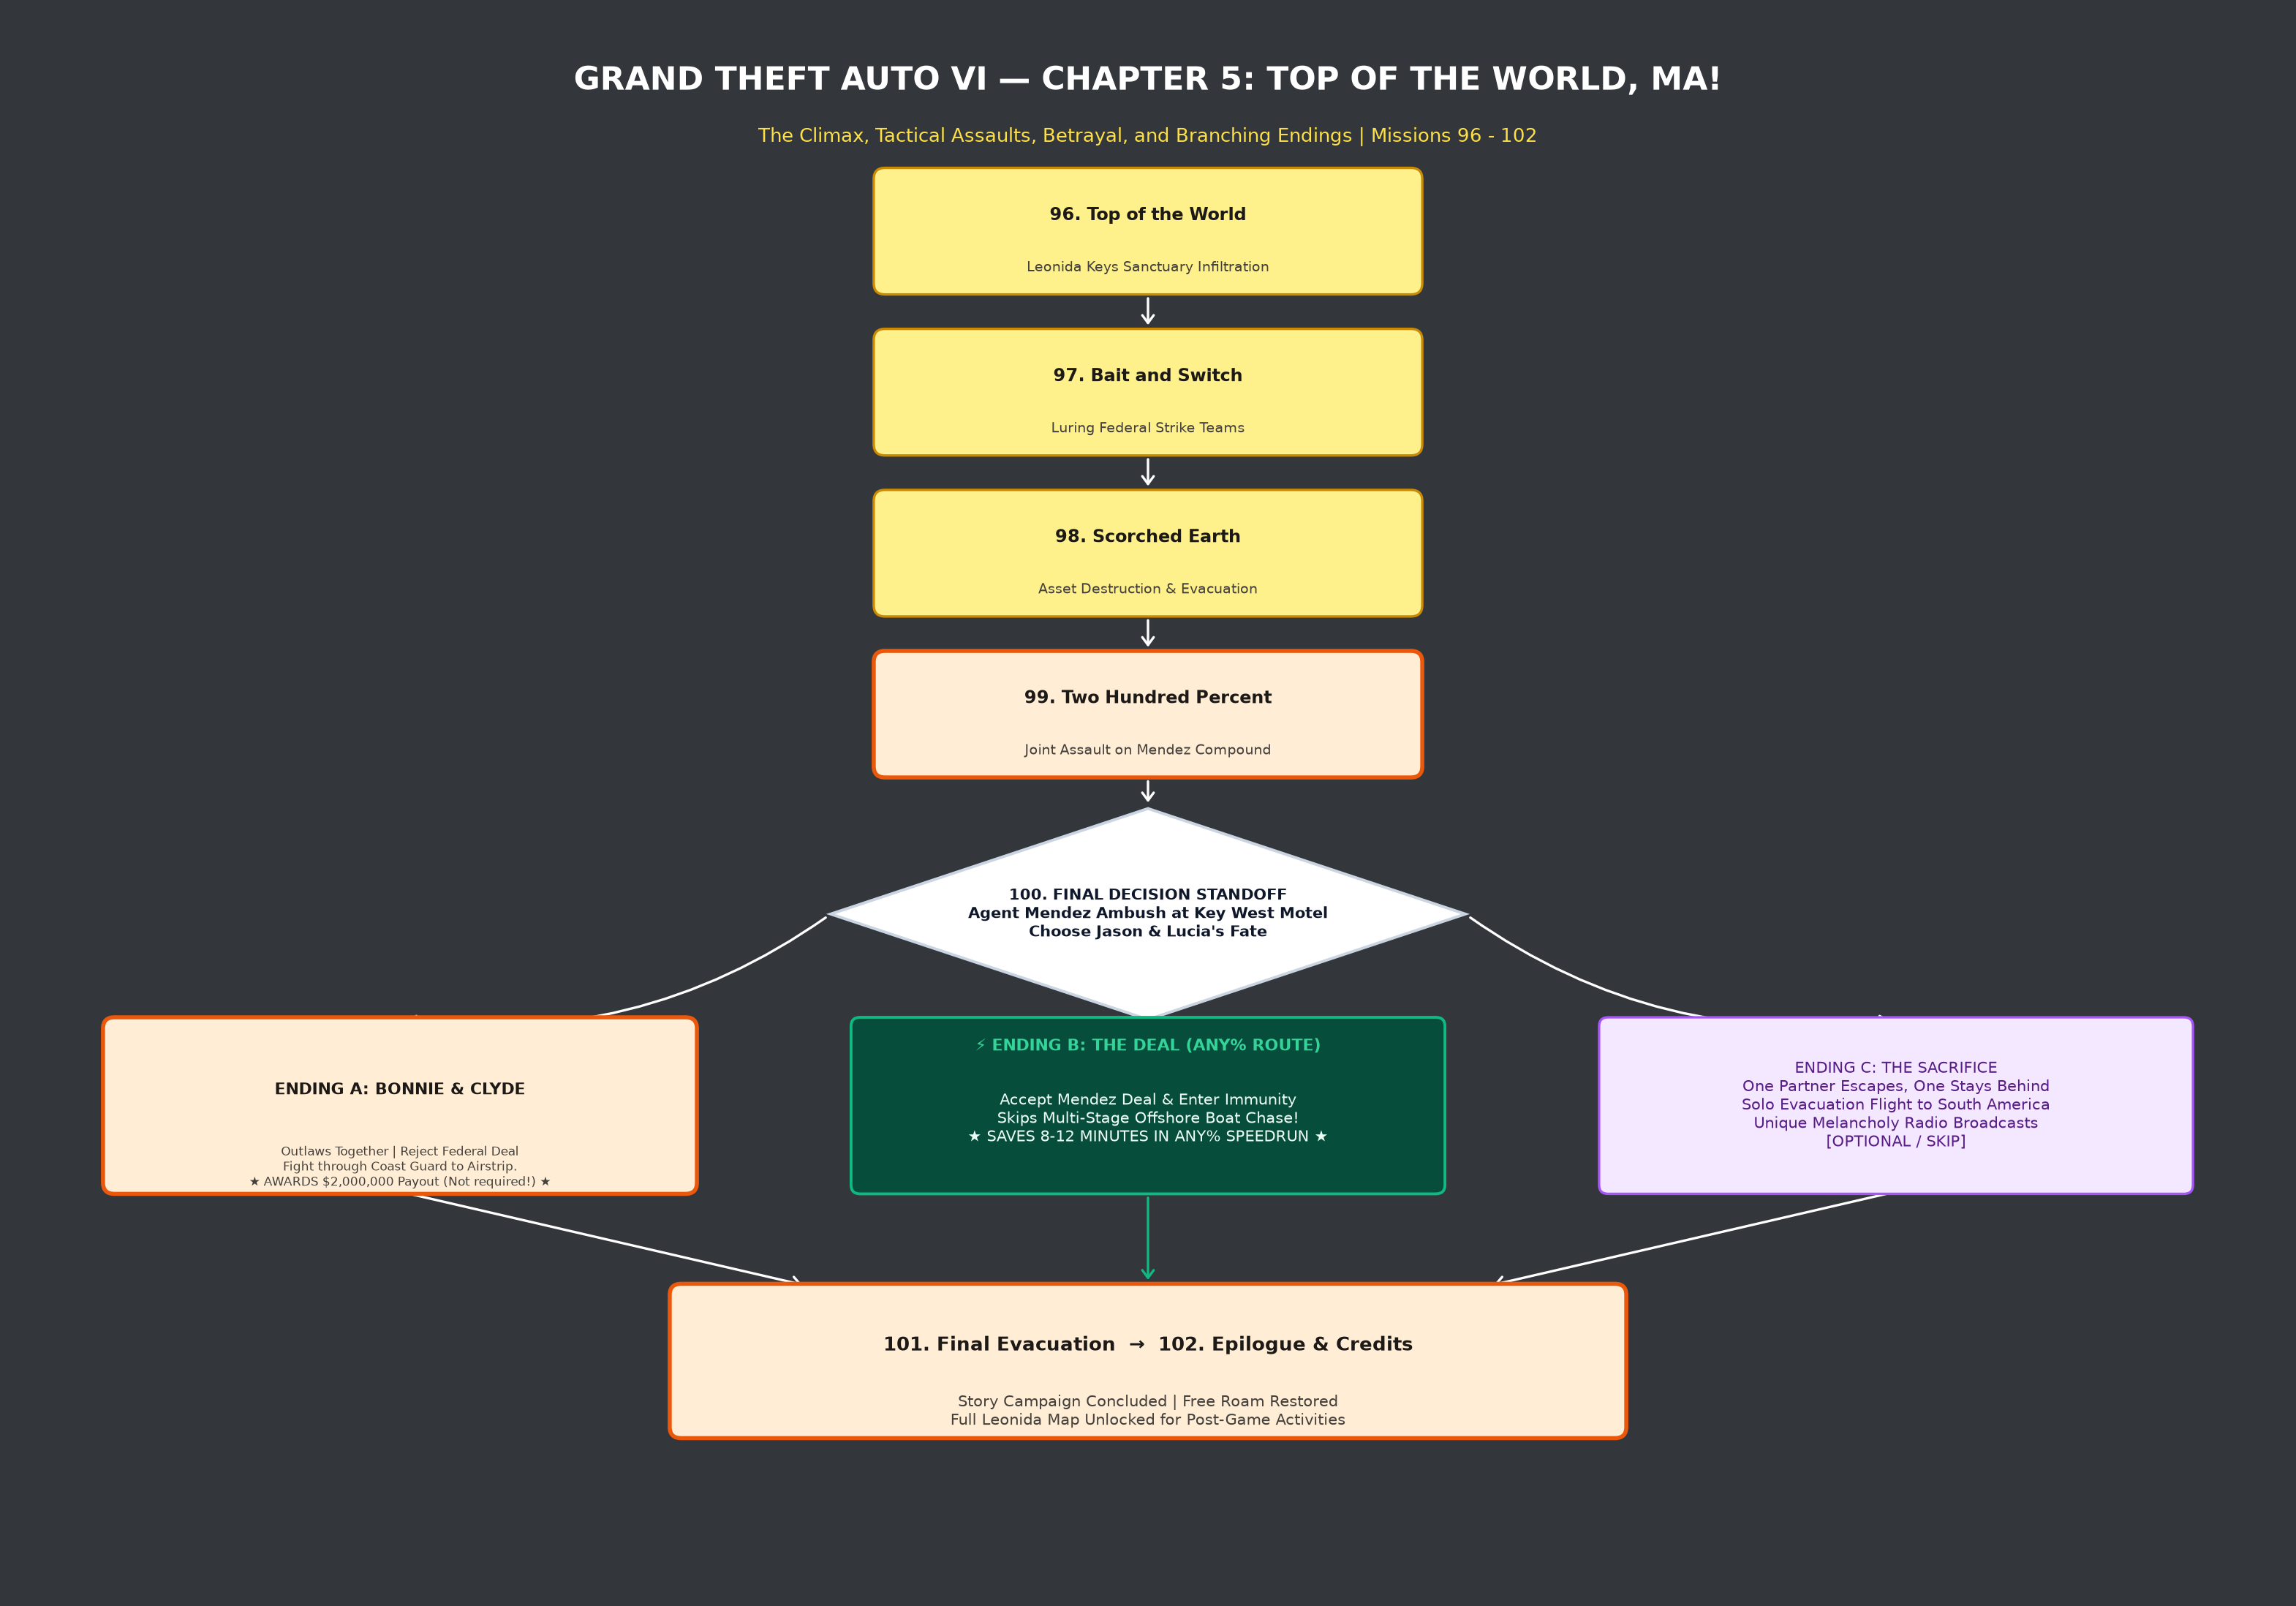 GRAND THEFT AUTO VI — CHAPTER 5: TOP OF THE WORLD, MA!
The Climax, Tactical Assaults, Betrayal, and Branching Endings | Missions 96 - 102
96. Top of the World
Leonida Keys Sanctuary Infiltration
97. Bait and Switch
Luring Federal Strike Teams
98. Scorched Earth
Asset Destruction & Evacuation
99. Two Hundred Percent
Joint Assault on Mendez Compound
100. FINAL DECISION STANDOFF
Agent Mendez Ambush at Key West Motel
Choose Jason & Lucia's Fate
ENDING A: BONNIE & CLYDE
Outlaws Together | Reject Federal Deal
Fight through Coast Guard to Airstrip.
★ AWARDS $2,000,000 Payout (Not required!) ★
⚡ ENDING B: THE DEAL (ANY% ROUTE)
Accept Mendez Deal & Enter Immunity
Skips Multi-Stage Offshore Boat Chase!
★ SAVES 8-12 MINUTES IN ANY% SPEEDRUN ★
ENDING C: THE SACRIFICE
One Partner Escapes, One Stays Behind
Solo Evacuation Flight to South America
Unique Melancholy Radio Broadcasts
[OPTIONAL / SKIP]
101. Final Evacuation → 102. Epilogue & Credits
Story Campaign Concluded | Free Roam Restored
Full Leonida Map Unlocked for Post-Game Activities